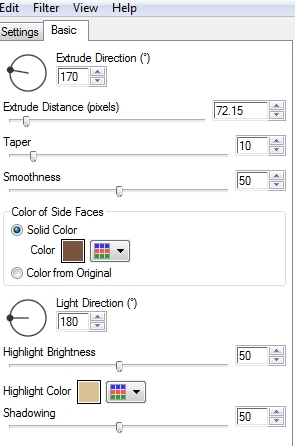 Edit Filter View Help
Settings Basic
Extrude Direction (°)
170
Extrude Distance (pixels) 72.15
Taper 10
Smoothness 50
Color of Side Faces
Solid Color
Color
Color from Original
Light Direction (°)
180
Highlight Brightness 50
Highlight Color
Shadowing 50